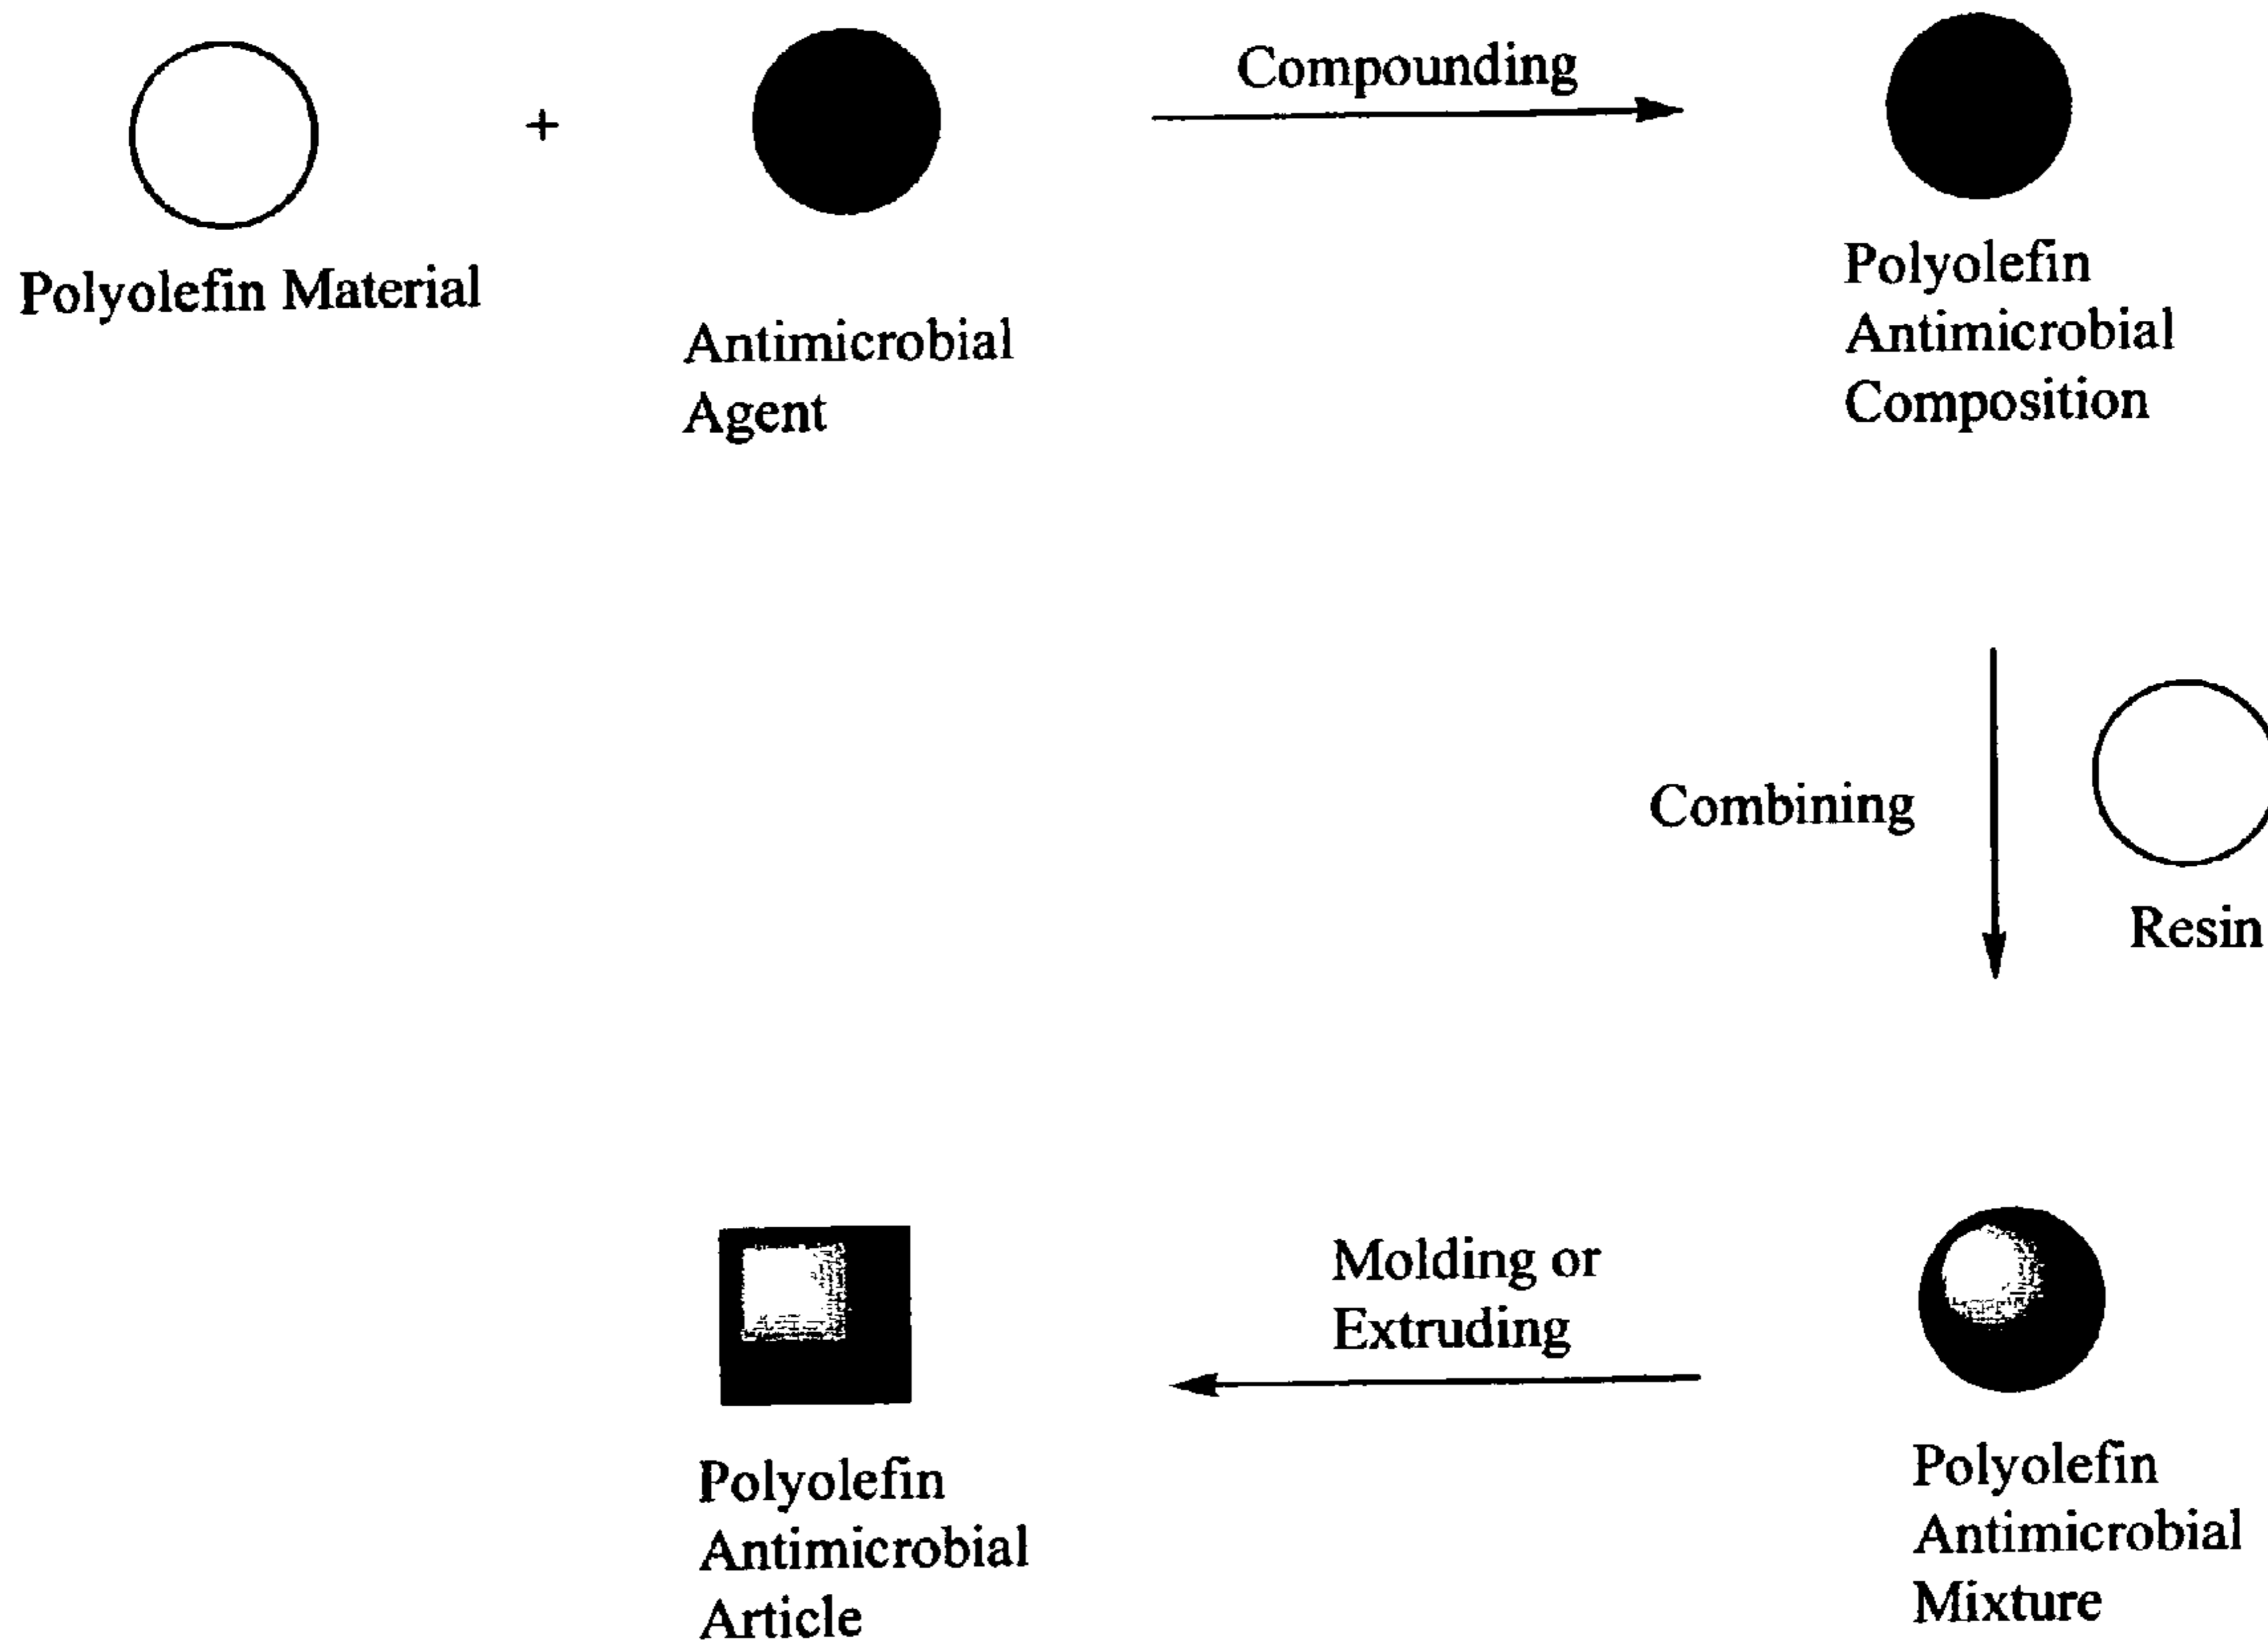 Compounding
+
Polyolefin Material
Antimicrobial
Agent
Polyolefin
Antimicrobial
Composition
Combining
Resin
Molding or
Extruding
Polyolefin
Antimicrobial
Article
Polyolefin
Antimicrobial
Mixture